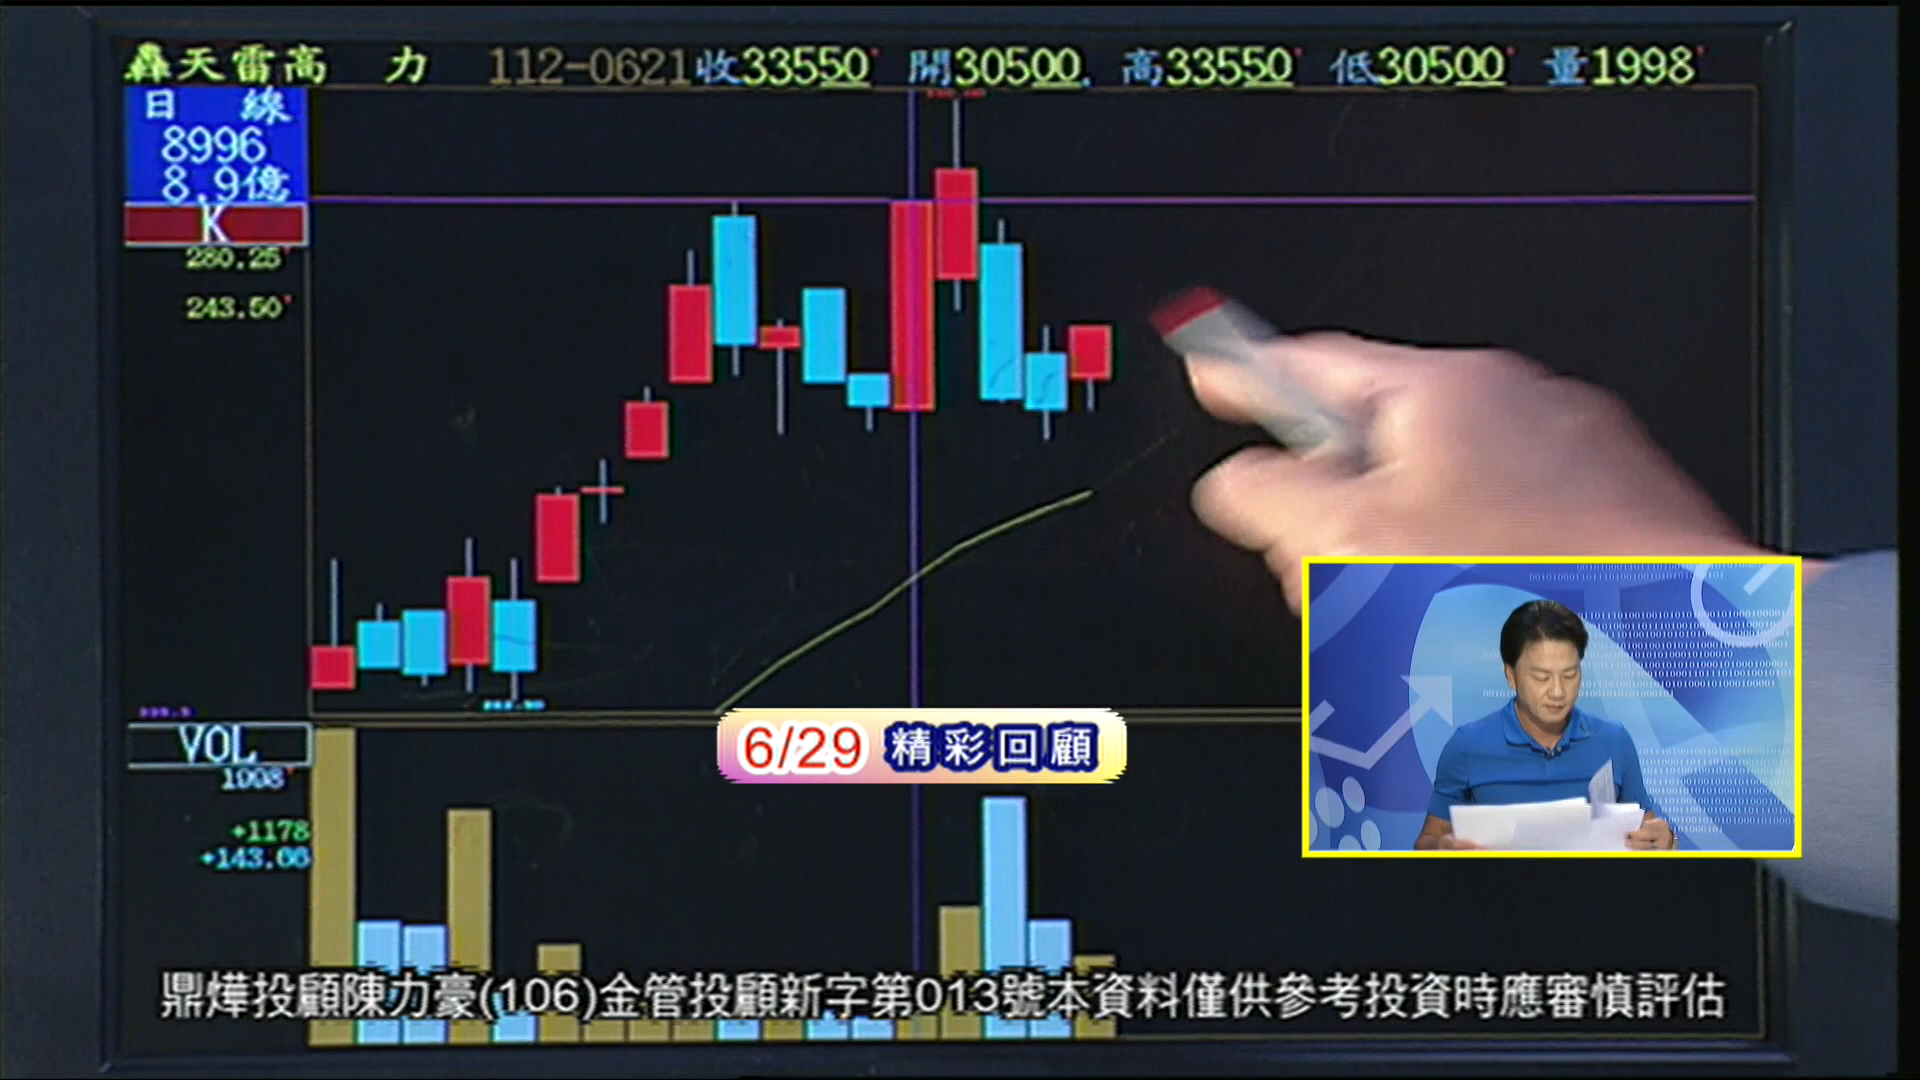 轟天雷高 力 112-0621收33550 開30500 高33550 低30500 量1998
日 線
8996
8.9億
K
280.25
243.50
VOL
1998
+1178
+143.66
6/29 精彩回顧
鼎燁投顧陳力豪(106)金管投顧新字第013號本資料僅供參考投資時應審慎評估